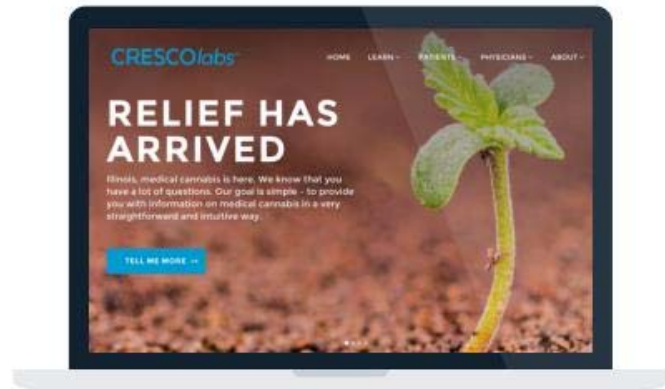 CRESCOlabs
HOME LEARN PATIENTS PHYSICIANS ABOUT
RELIEF HAS
ARRIVED
Illinois, medical cannabis is here. We know that you
have a lot of questions. Our goal is simple – to provide
you with information on medical cannabis in a very
straightforward and intuitive way.
TELL ME MORE